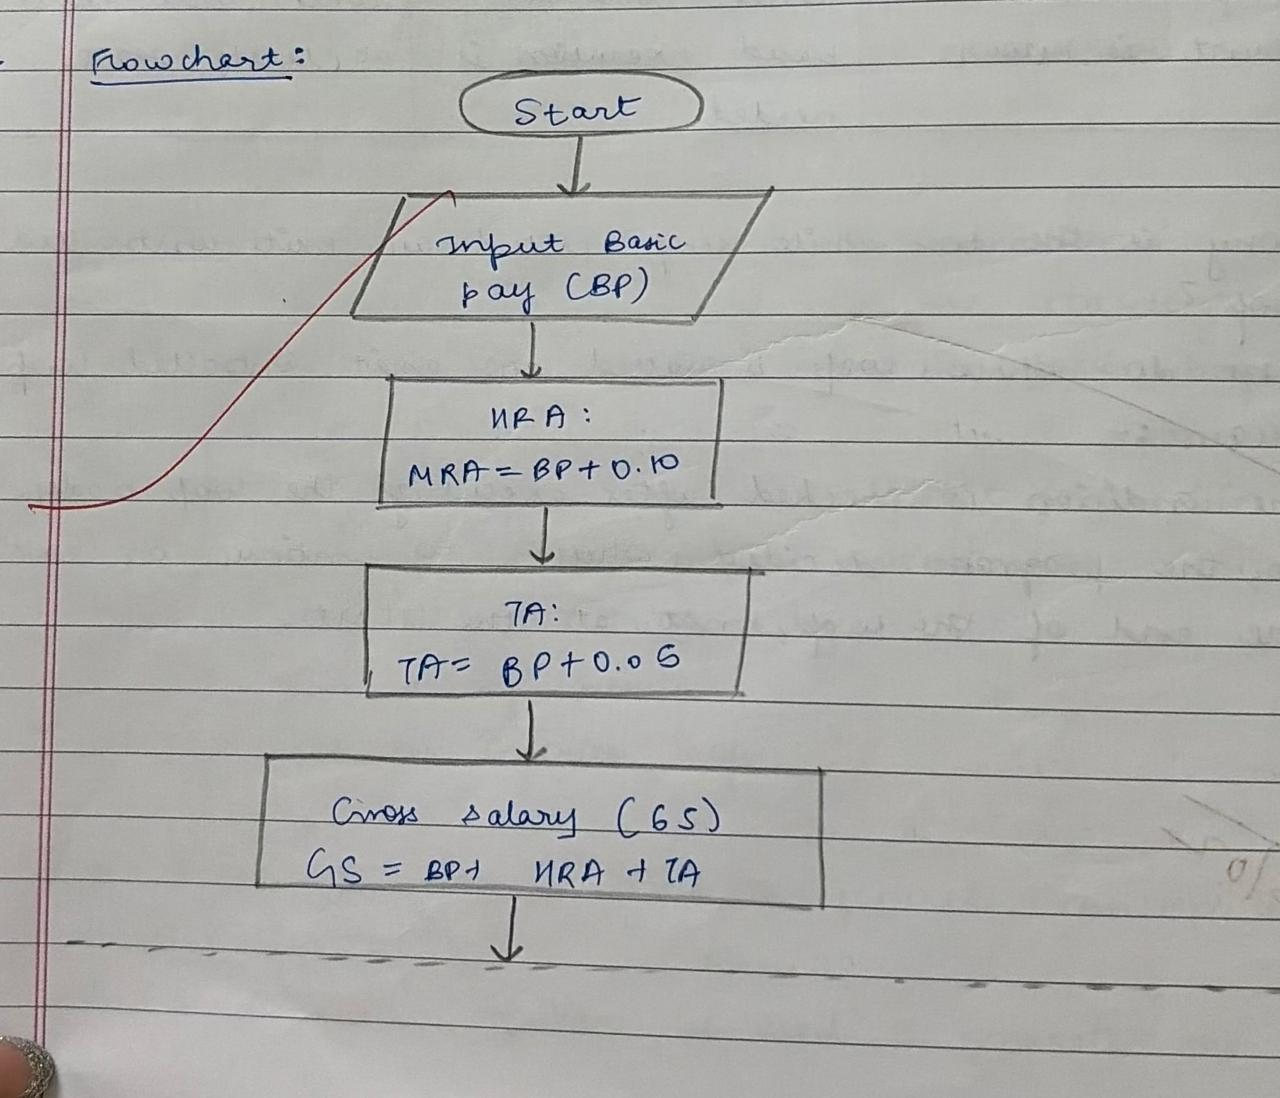 Flowchart:
Start
Input Basic
pay (BP)
HRA:
HRA = BP + 0.10
TA:
TA = BP + 0.05
Gross salary (GS)
GS = BP + HRA + TA